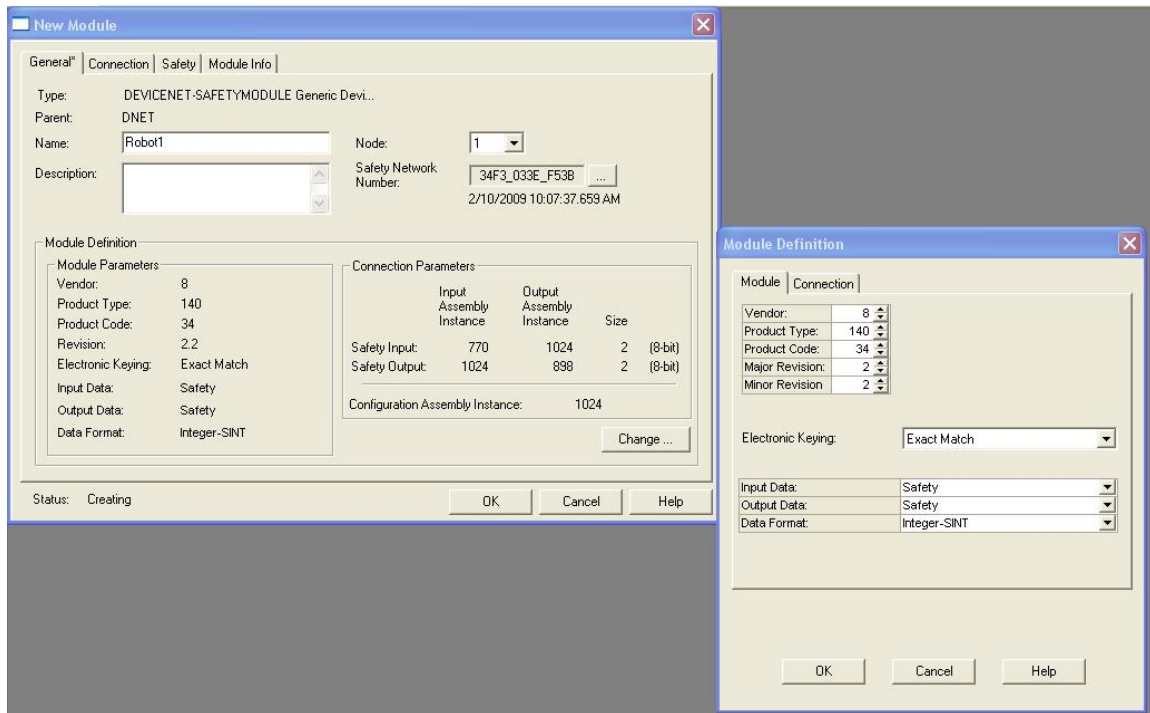 New Module
General* Connection Safety Module Info
Type: DEVICENET-SAFETYMODULE Generic Devi...
Parent: DNET
Name: Robot1 Node: 1
Description: Safety Network Number: 34F3_033E_F53B ...
2/10/2009 10:07:37.659 AM
Module Definition
Module Parameters
Vendor: 8
Product Type: 140
Product Code: 34
Revision: 2.2
Electronic Keying: Exact Match
Input Data: Safety
Output Data: Safety
Data Format: Integer-SINT
Connection Parameters
Input Assembly Instance Output Assembly Instance Size
Safety Input: 770 1024 2 (8-bit)
Safety Output: 1024 898 2 (8-bit)
Configuration Assembly Instance: 1024
Change ...
Status: Creating
OK Cancel Help
Module Definition
Module Connection
Vendor: 8
Product Type: 140
Product Code: 34
Major Revision: 2
Minor Revision 2
Electronic Keying: Exact Match
Input Data: Safety
Output Data: Safety
Data Format: Integer-SINT
OK Cancel Help